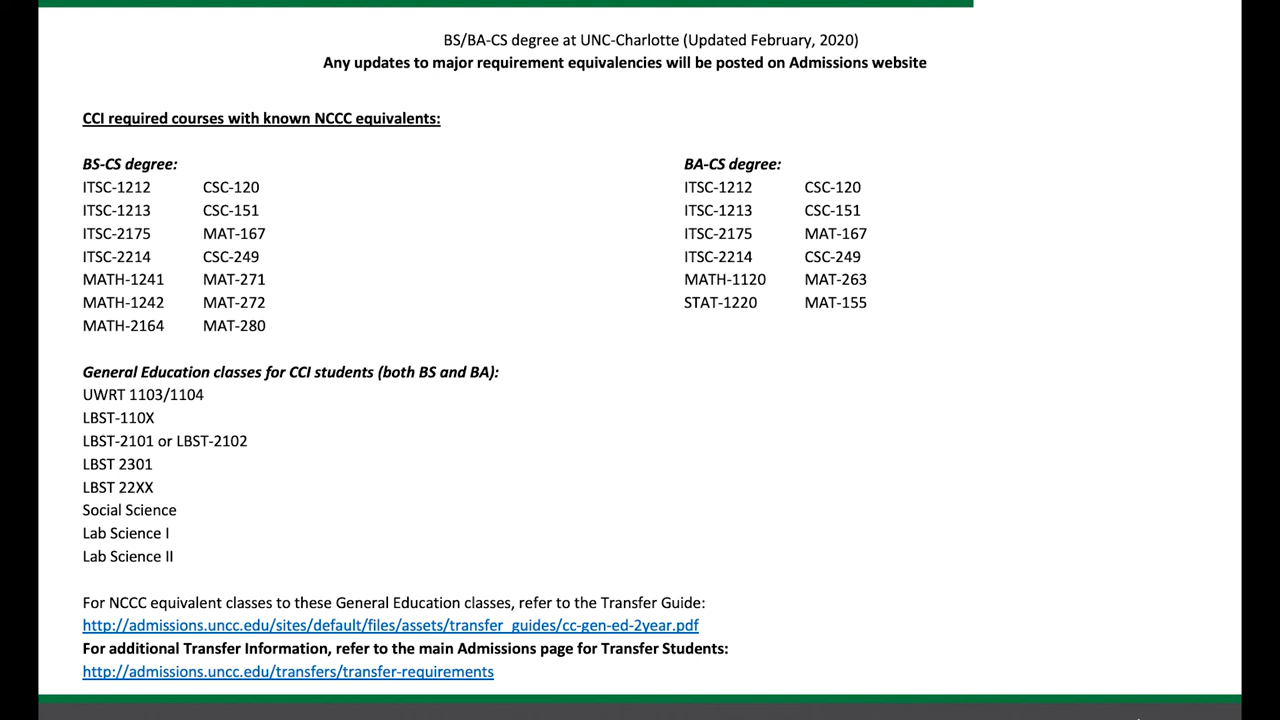 BS/BA-CS degree at UNC-Charlotte (Updated February, 2020)
Any updates to major requirement equivalencies will be posted on Admissions website
CCI required courses with known NCCC equivalents:
BS-CS degree:
ITSC-1212 CSC-120
ITSC-1213 CSC-151
ITSC-2175 MAT-167
ITSC-2214 CSC-249
MATH-1241 MAT-271
MATH-1242 MAT-272
MATH-2164 MAT-280
BA-CS degree:
ITSC-1212 CSC-120
ITSC-1213 CSC-151
ITSC-2175 MAT-167
ITSC-2214 CSC-249
MATH-1120 MAT-263
STAT-1220 MAT-155
General Education classes for CCI students (both BS and BA):
UWRT 1103/1104
LBST-110X
LBST-2101 or LBST-2102
LBST 2301
LBST 22XX
Social Science
Lab Science I
Lab Science II
For NCCC equivalent classes to these General Education classes, refer to the Transfer Guide:
http://admissions.uncc.edu/sites/default/files/assets/transfer_guides/cc-gen-ed-2year.pdf
For additional Transfer Information, refer to the main Admissions page for Transfer Students:
http://admissions.uncc.edu/transfers/transfer-requirements